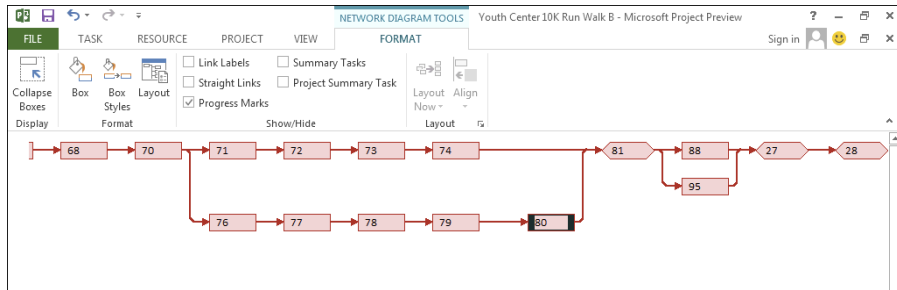 NETWORK DIAGRAM TOOLS Youth Center 10K Run Walk B - Microsoft Project Preview ?
FILE TASK RESOURCE PROJECT VIEW FORMAT Sign in
Link Labels Summary Tasks
Straight Links Project Summary Task
Progress Marks
Collapse Boxes Box Box Styles Layout Layout Now Align
Display Format Show/Hide Layout
68 70 71 72 73 74 81 88 27 28
95
76 77 78 79 80